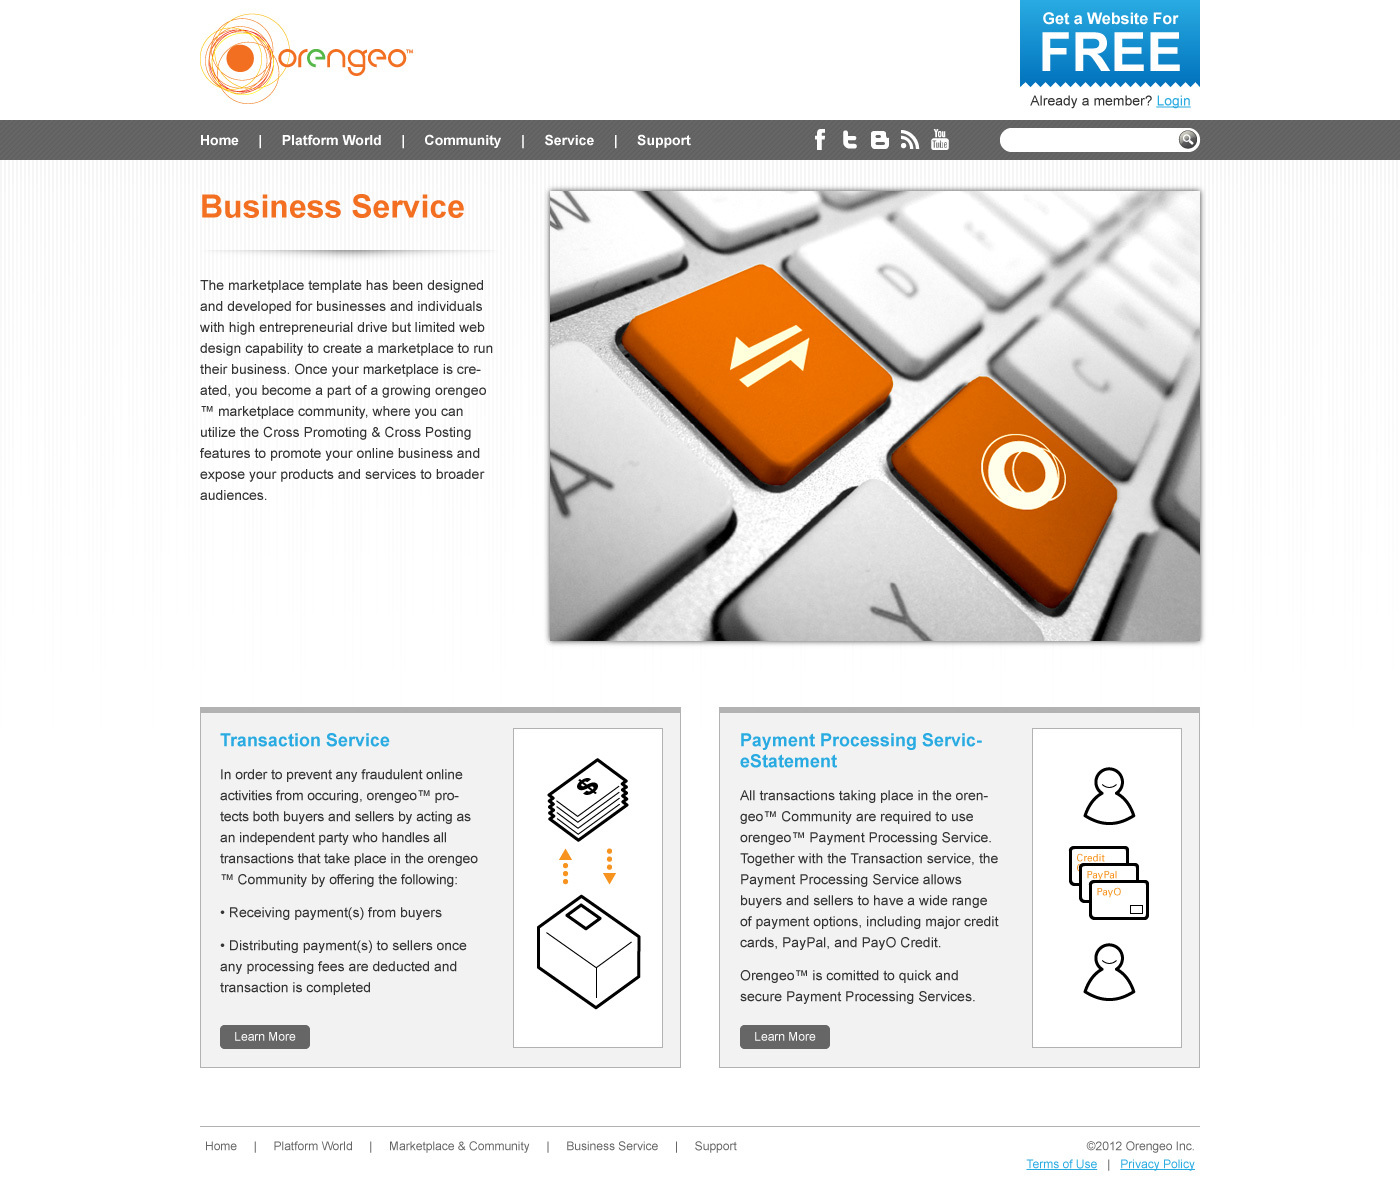 orengeo™
Get a Website For
FREE
Already a member? Login
Home | Platform World | Community | Service | Support
You
Tube
Business Service
The marketplace template has been designed
and developed for businesses and individuals
with high entrepreneurial drive but limited web
design capability to create a marketplace to run
their business. Once your marketplace is cre-
ated, you become a part of a growing orengeo
™ marketplace community, where you can
utilize the Cross Promoting & Cross Posting
features to promote your online business and
expose your products and services to broader
audiences.
W
D
C
A
Y
Transaction Service
In order to prevent any fraudulent online
activities from occuring, orengeo™ pro-
tects both buyers and sellers by acting as
an independent party who handles all
transactions that take place in the orengeo
™ Community by offering the following:
• Receiving payment(s) from buyers
• Distributing payment(s) to sellers once
any processing fees are deducted and
transaction is completed
Learn More
$
Payment Processing Servic-
eStatement
All transactions taking place in the oren-
geo™ Community are required to use
orengeo™ Payment Processing Service.
Together with the Transaction service, the
Payment Processing Service allows
buyers and sellers to have a wide range
of payment options, including major credit
cards, PayPal, and PayO Credit.
Orengeo™ is comitted to quick and
secure Payment Processing Services.
Learn More
Credit
PayPal
PayO
Home | Platform World | Marketplace & Community | Business Service | Support
©2012 Orengeo Inc.
Terms of Use | Privacy Policy